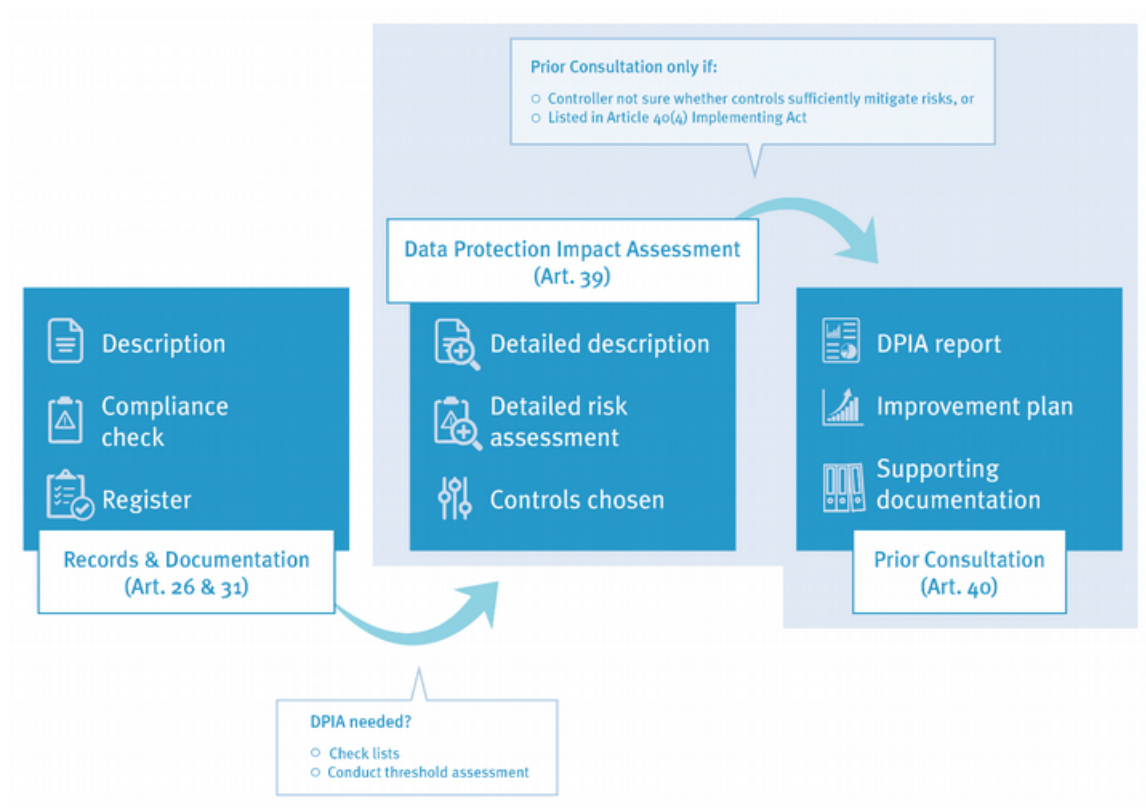 Prior Consultation only if:
Controller not sure whether controls sufficiently mitigate risks, or
Listed in Article 40(4) Implementing Act
Data Protection Impact Assessment
(Art. 39)
Description
Compliance
check
Register
Records & Documentation
(Art. 26 & 31)
Detailed description
Detailed risk
assessment
Controls chosen
DPIA report
Improvement plan
Supporting
documentation
Prior Consultation
(Art. 40)
DPIA needed?
Check lists
Conduct threshold assessment